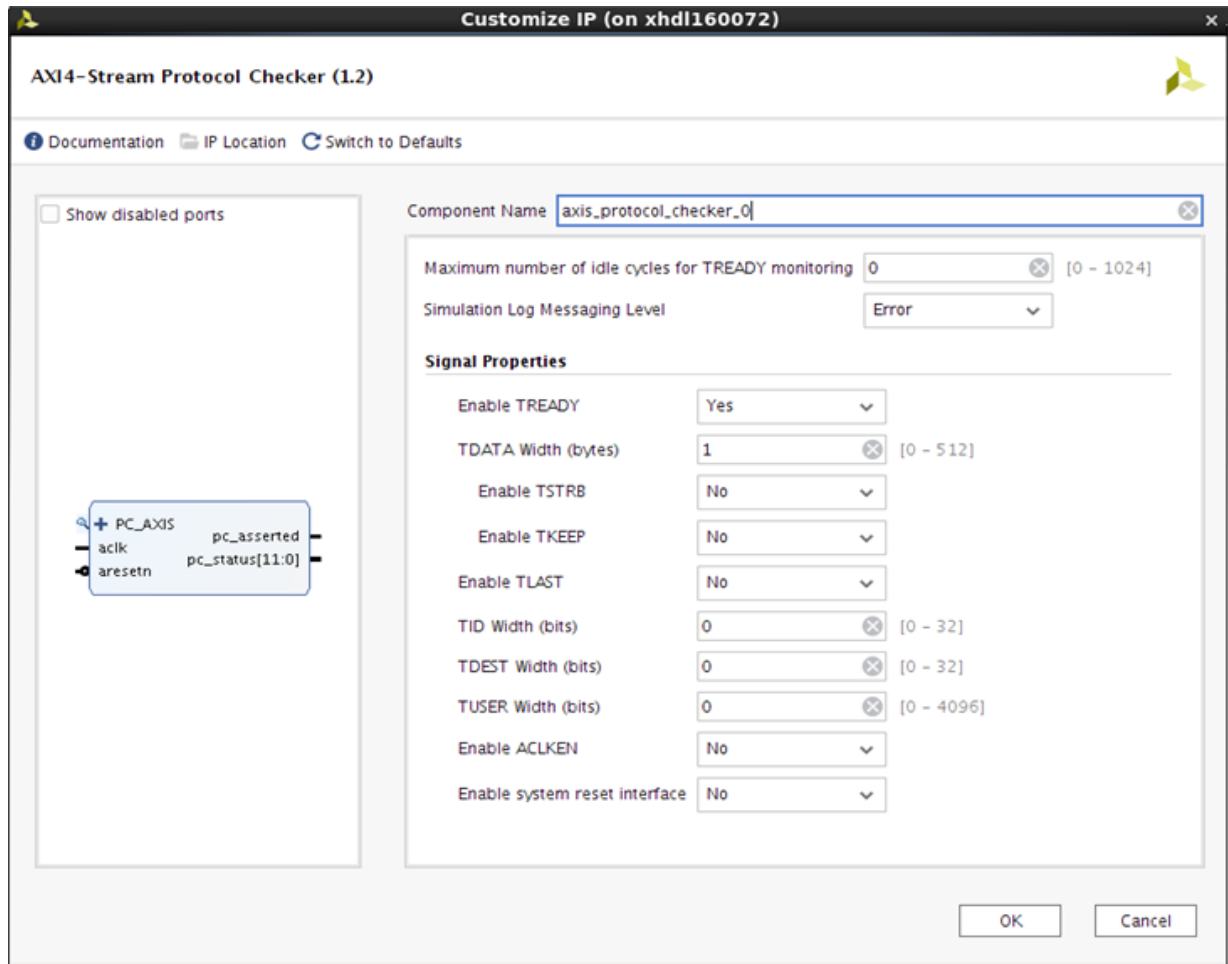 Customize IP (on xhdl160072)
AXI4-Stream Protocol Checker (1.2)
Documentation IP Location Switch to Defaults
Show disabled ports
PC_AXIS
aclk
aresetn
pc_asserted
pc_status[11:0]
Component Name axis_protocol_checker_0
Maximum number of idle cycles for TREADY monitoring 0 [0 - 1024]
Simulation Log Messaging Level Error
Signal Properties
Enable TREADY Yes
TDATA Width (bytes) 1 [0 - 512]
Enable TSTRB No
Enable TKEEP No
Enable TLAST No
TID Width (bits) 0 [0 - 32]
TDEST Width (bits) 0 [0 - 32]
TUSER Width (bits) 0 [0 - 4096]
Enable ACLKEN No
Enable system reset interface No
OK Cancel